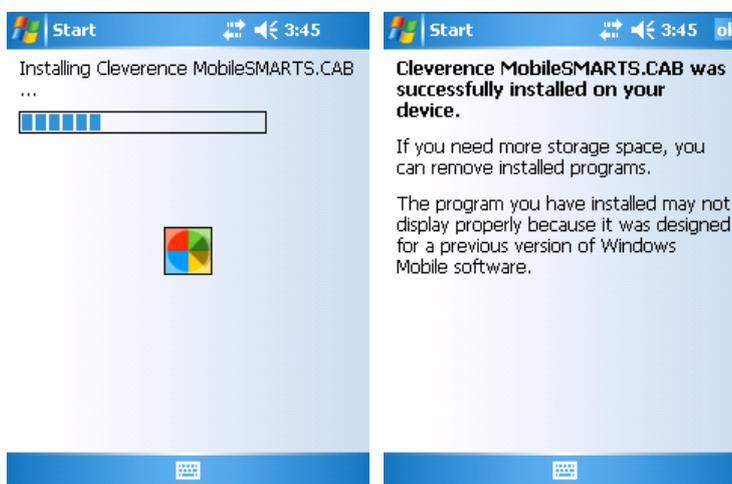 Start 3:45
Installing Cleverence MobileSMARTS.CAB
...
Start 3:45 ok
Cleverence MobileSMARTS.CAB was
successfully installed on your
device.
If you need more storage space, you
can remove installed programs.
The program you have installed may not
display properly because it was designed
for a previous version of Windows
Mobile software.